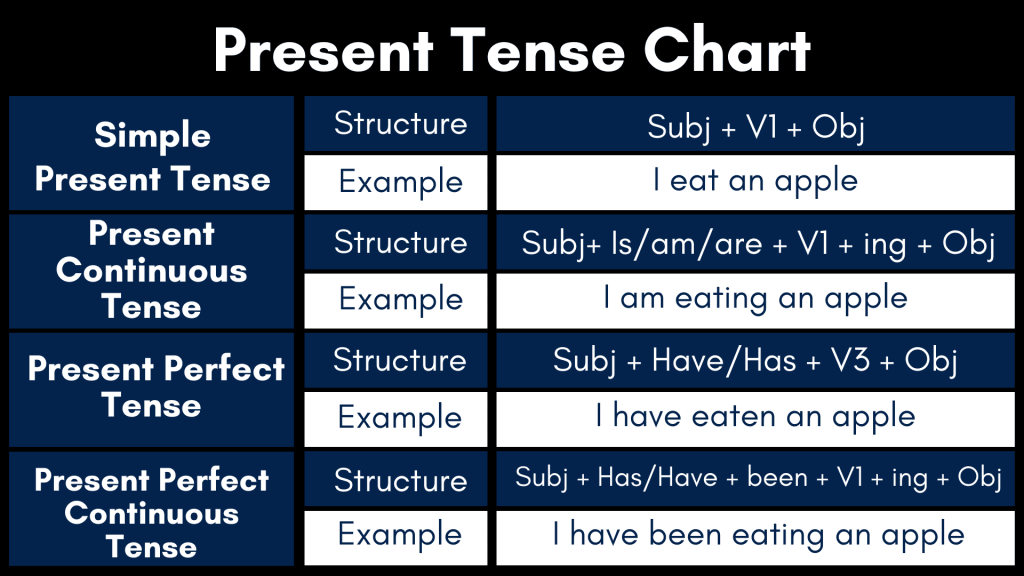 Present Tense Chart
Simple
Present Tense
Structure
Subj + V1 + Obj
Example
I eat an apple
Present
Continuous
Tense
Structure
Subj+ Is/am/are + V1 + ing + Obj
Example
I am eating an apple
Present Perfect
Tense
Structure
Subj + Have/Has + V3 + Obj
Example
I have eaten an apple
Present Perfect
Continuous
Tense
Structure
Subj + Has/Have + been + V1 + ing + Obj
Example
I have been eating an apple